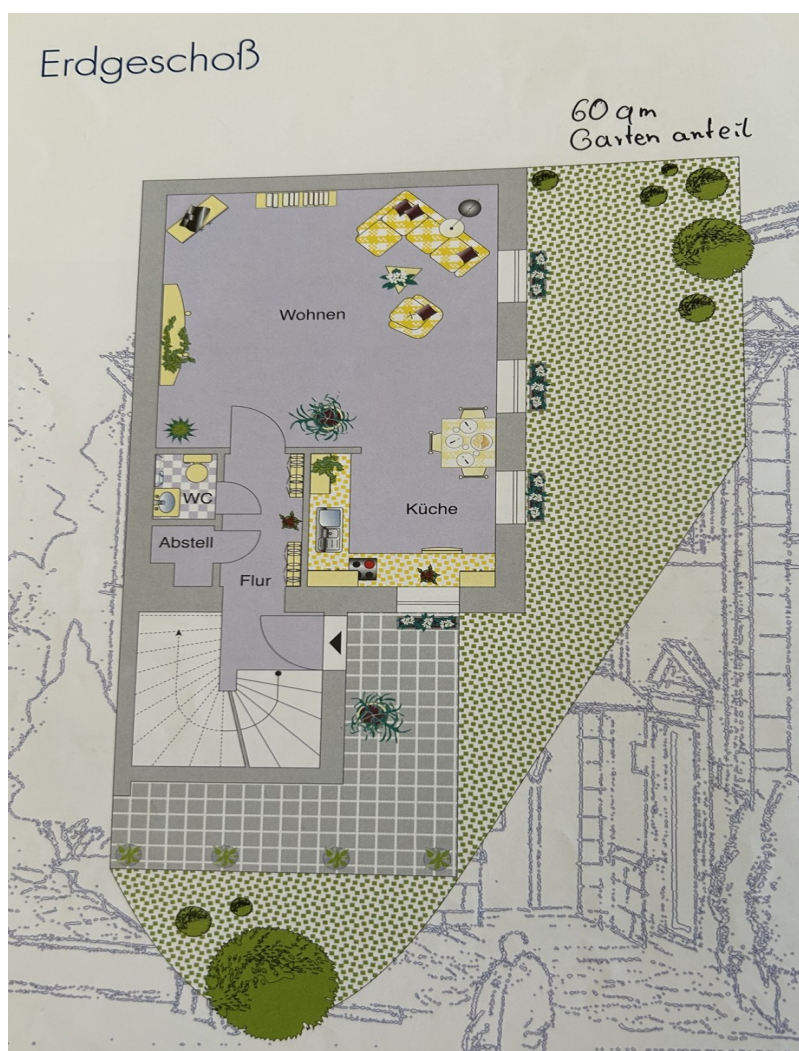 Erdgeschoß
60 qm
Garten anteil
Wohnen
WC
Küche
Abstell
Flur